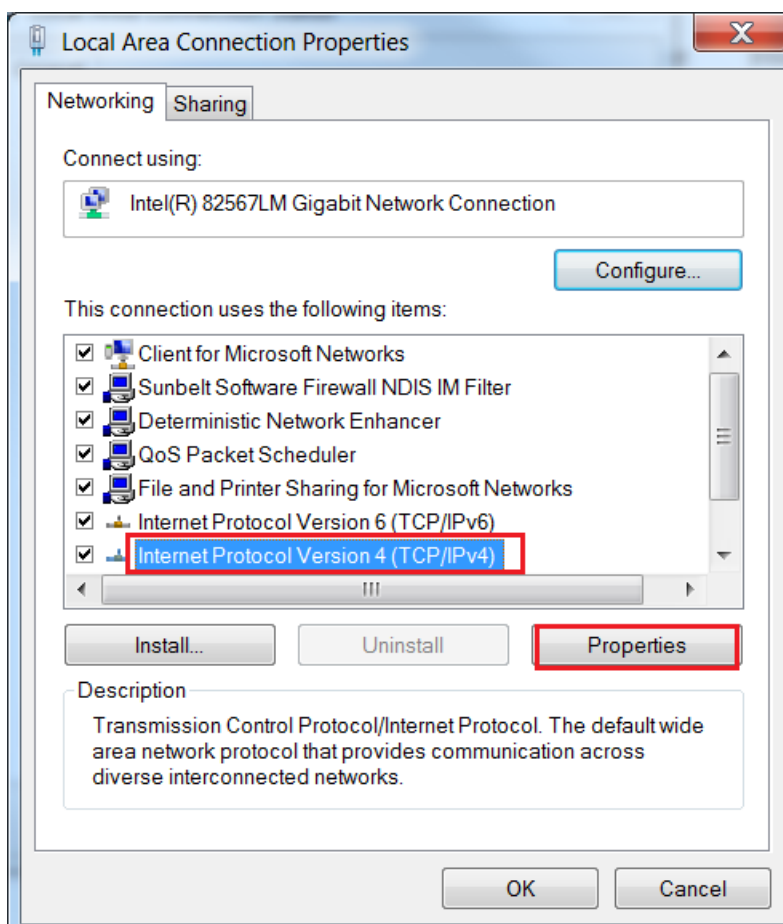 Local Area Connection Properties
Networking
Sharing
Connect using:
Intel(R) 82567LM Gigabit Network Connection
Configure...
This connection uses the following items:
Client for Microsoft Networks
Sunbelt Software Firewall NDIS IM Filter
Deterministic Network Enhancer
QoS Packet Scheduler
File and Printer Sharing for Microsoft Networks
Internet Protocol Version 6 (TCP/IPv6)
Internet Protocol Version 4 (TCP/IPv4)
Install...
Uninstall
Properties
Description
Transmission Control Protocol/Internet Protocol. The default wide
area network protocol that provides communication across
diverse interconnected networks.
OK
Cancel